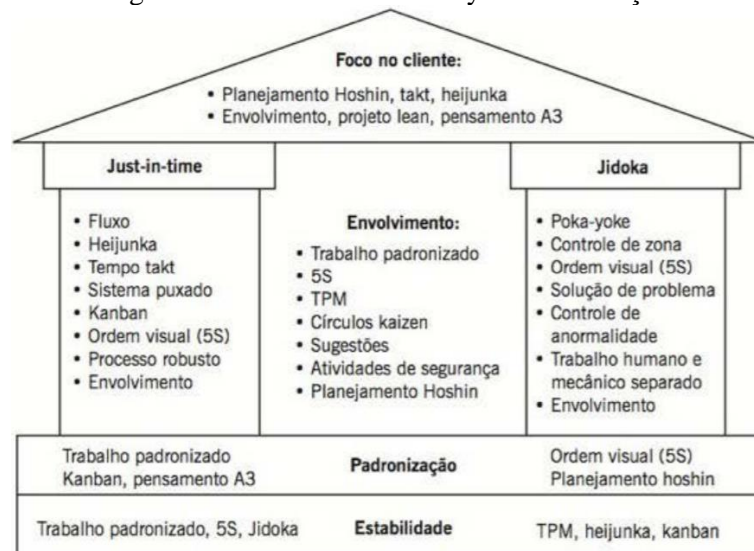 Foco no cliente:
• Planejamento Hoshin, takt, heijunka
• Envolvimento, projeto lean, pensamento A3
Just-in-time
• Fluxo
• Heijunka
• Tempo takt
• Sistema puxado
• Kanban
• Ordem visual (5S)
• Processo robusto
• Envolvimento
Envolvimento:
• Trabalho padronizado
• 5S
• TPM
• Círculos kaizen
• Sugestões
• Atividades de segurança
• Planejamento Hoshin
Jidoka
• Poka-yoke
• Controle de zona
• Ordem visual (5S)
• Solução de problema
• Controle de
anormalidade
• Trabalho humano e
mecânico separado
• Envolvimento
Trabalho padronizado
Kanban, pensamento A3
Padronização
Ordem visual (5S)
Planejamento hoshin
Trabalho padronizado, 5S, Jidoka
Estabilidade
TPM, heijunka, kanban